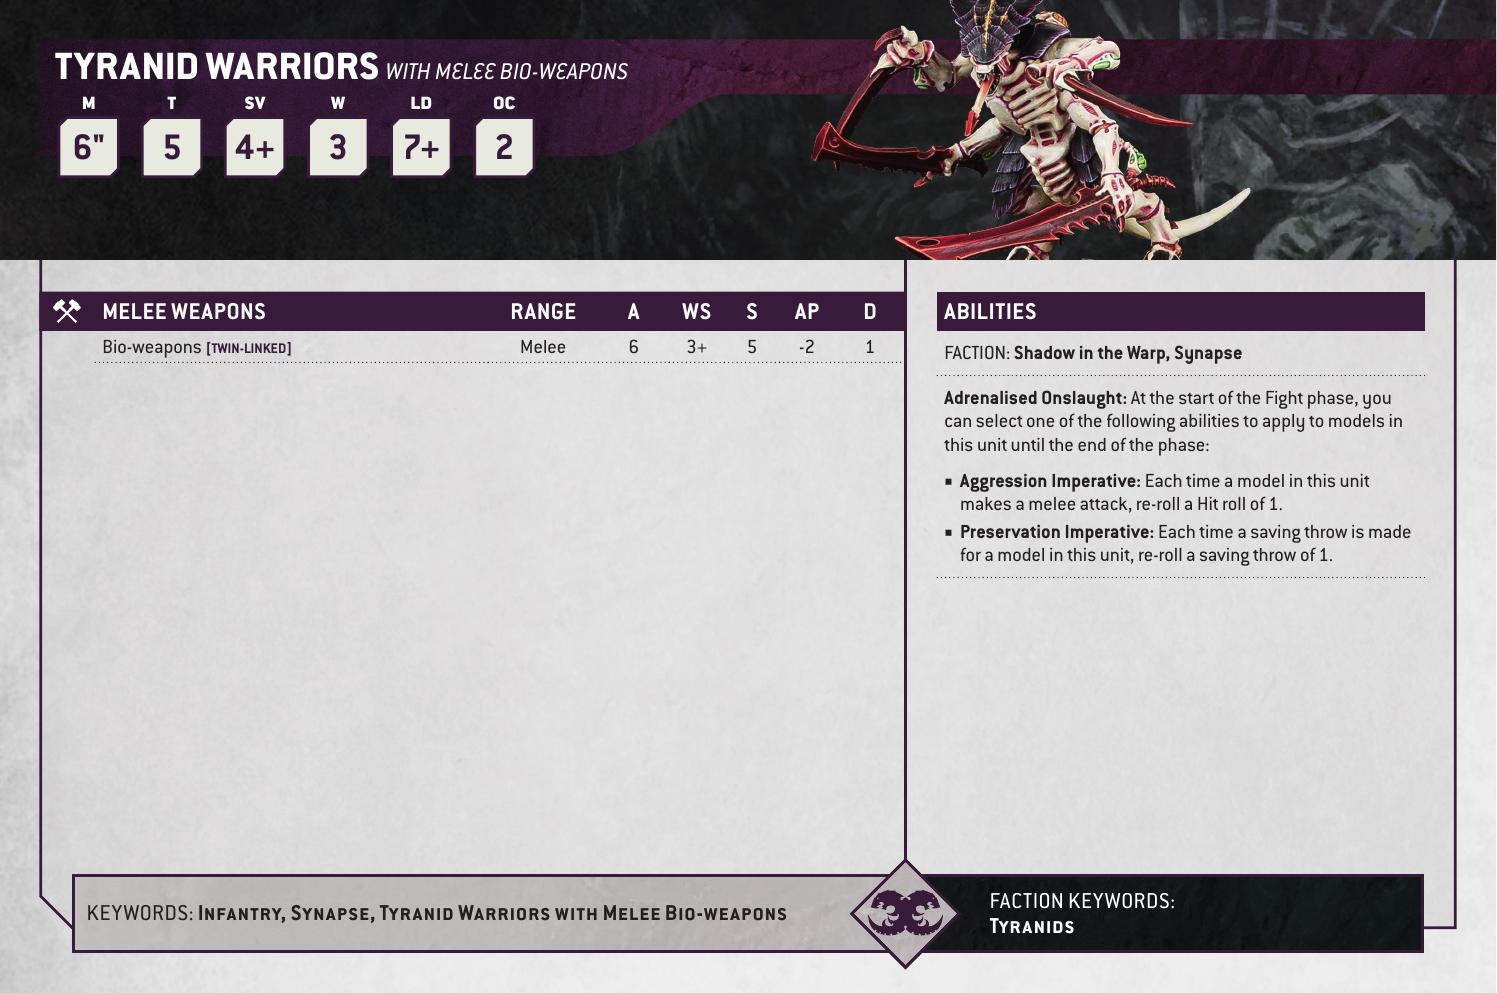 TYRANID WARRIORS WITH MELEE BIO-WEAPONS
M T SV W LD OC
6" 5 4+ 3 7+ 2
MELEE WEAPONS RANGE A WS S AP D
Bio-weapons [TWIN-LINKED] Melee 6 3+ 5 -2 1
ABILITIES
FACTION: Shadow in the Warp, Synapse
Adrenalised Onslaught: At the start of the Fight phase, you
can select one of the following abilities to apply to models in
this unit until the end of the phase:
▪ Aggression Imperative: Each time a model in this unit
makes a melee attack, re-roll a Hit roll of 1.
▪ Preservation Imperative: Each time a saving throw is made
for a model in this unit, re-roll a saving throw of 1.
KEYWORDS: INFANTRY, SYNAPSE, TYRANID WARRIORS WITH MELEE BIO-WEAPONS
FACTION KEYWORDS:
TYRANIDS